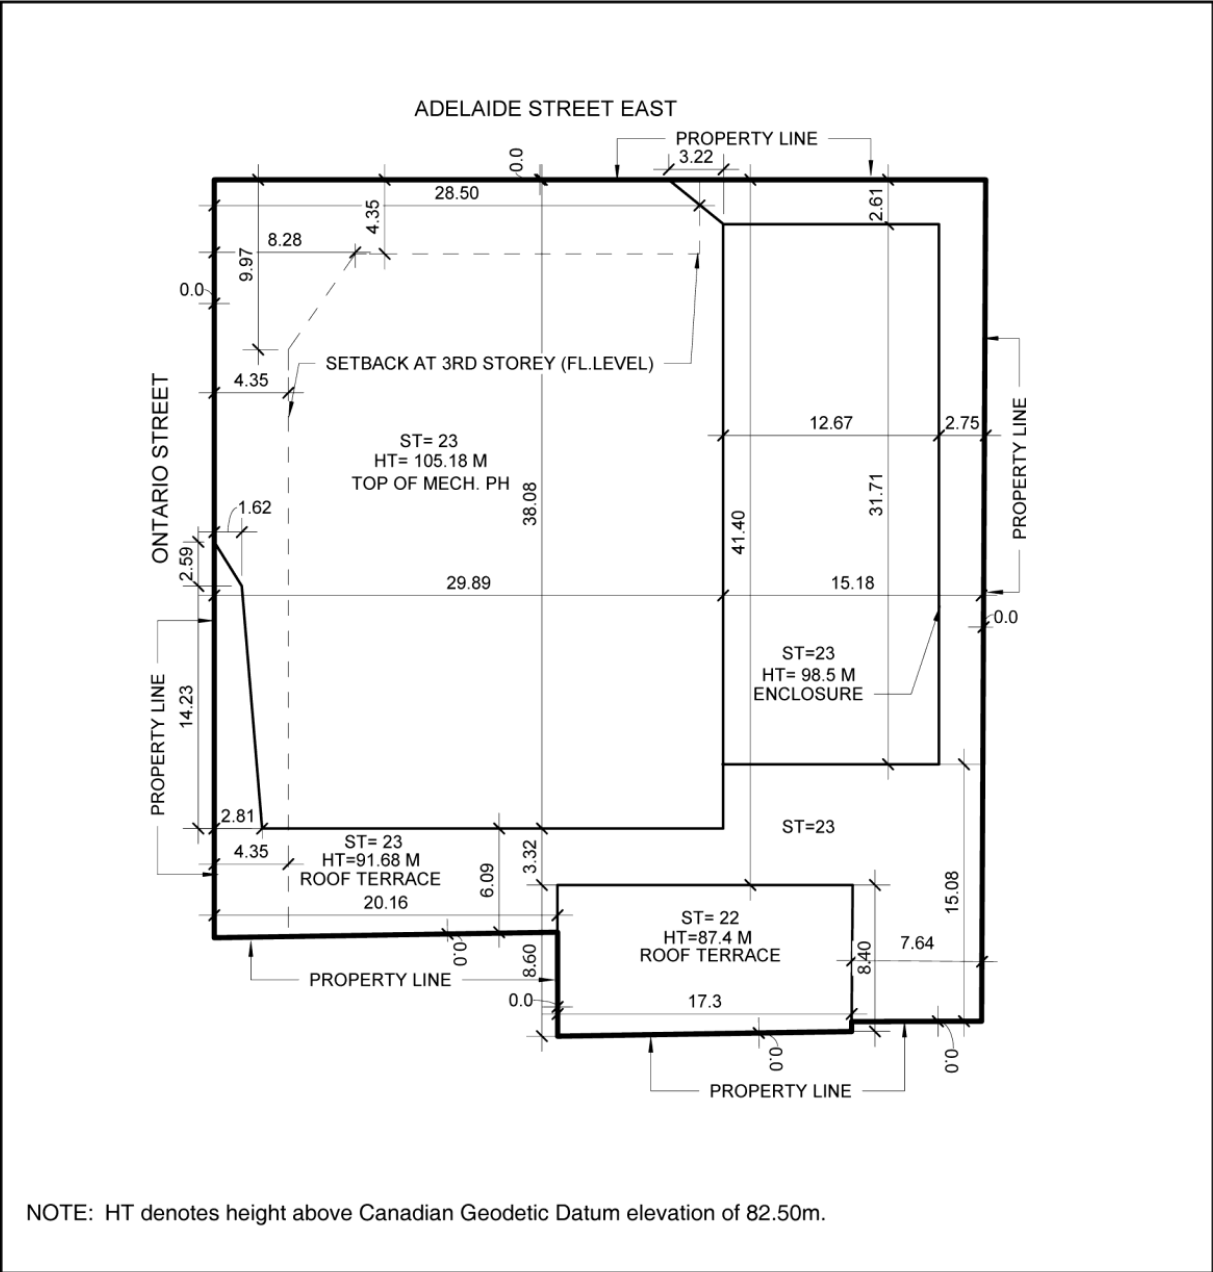 ADELAIDE STREET EAST
PROPERTY LINE
0.0
3.22
28.50
4.35
2.61
8.28
9.97
0.0
SETBACK AT 3RD STOREY (FL.LEVEL)
4.35
ONTARIO STREET
12.67
2.75
PROPERTY LINE
ST= 23
HT= 105.18 M
TOP OF MECH. PH
38.08
41.40
31.71
1.62
2.59
29.89
15.18
0.0
ST=23
HT= 98.5 M
ENCLOSURE
PROPERTY LINE
14.23
2.81
4.35
ST= 23
HT=91.68 M
ROOF TERRACE
6.09
3.32
ST=23
15.08
20.16
ST= 22
HT=87.4 M
ROOF TERRACE
8.40
7.64
0.0
8.60
PROPERTY LINE
0.0
17.3
0.0
0.0
PROPERTY LINE
NOTE: HT denotes height above Canadian Geodetic Datum elevation of 82.50m.